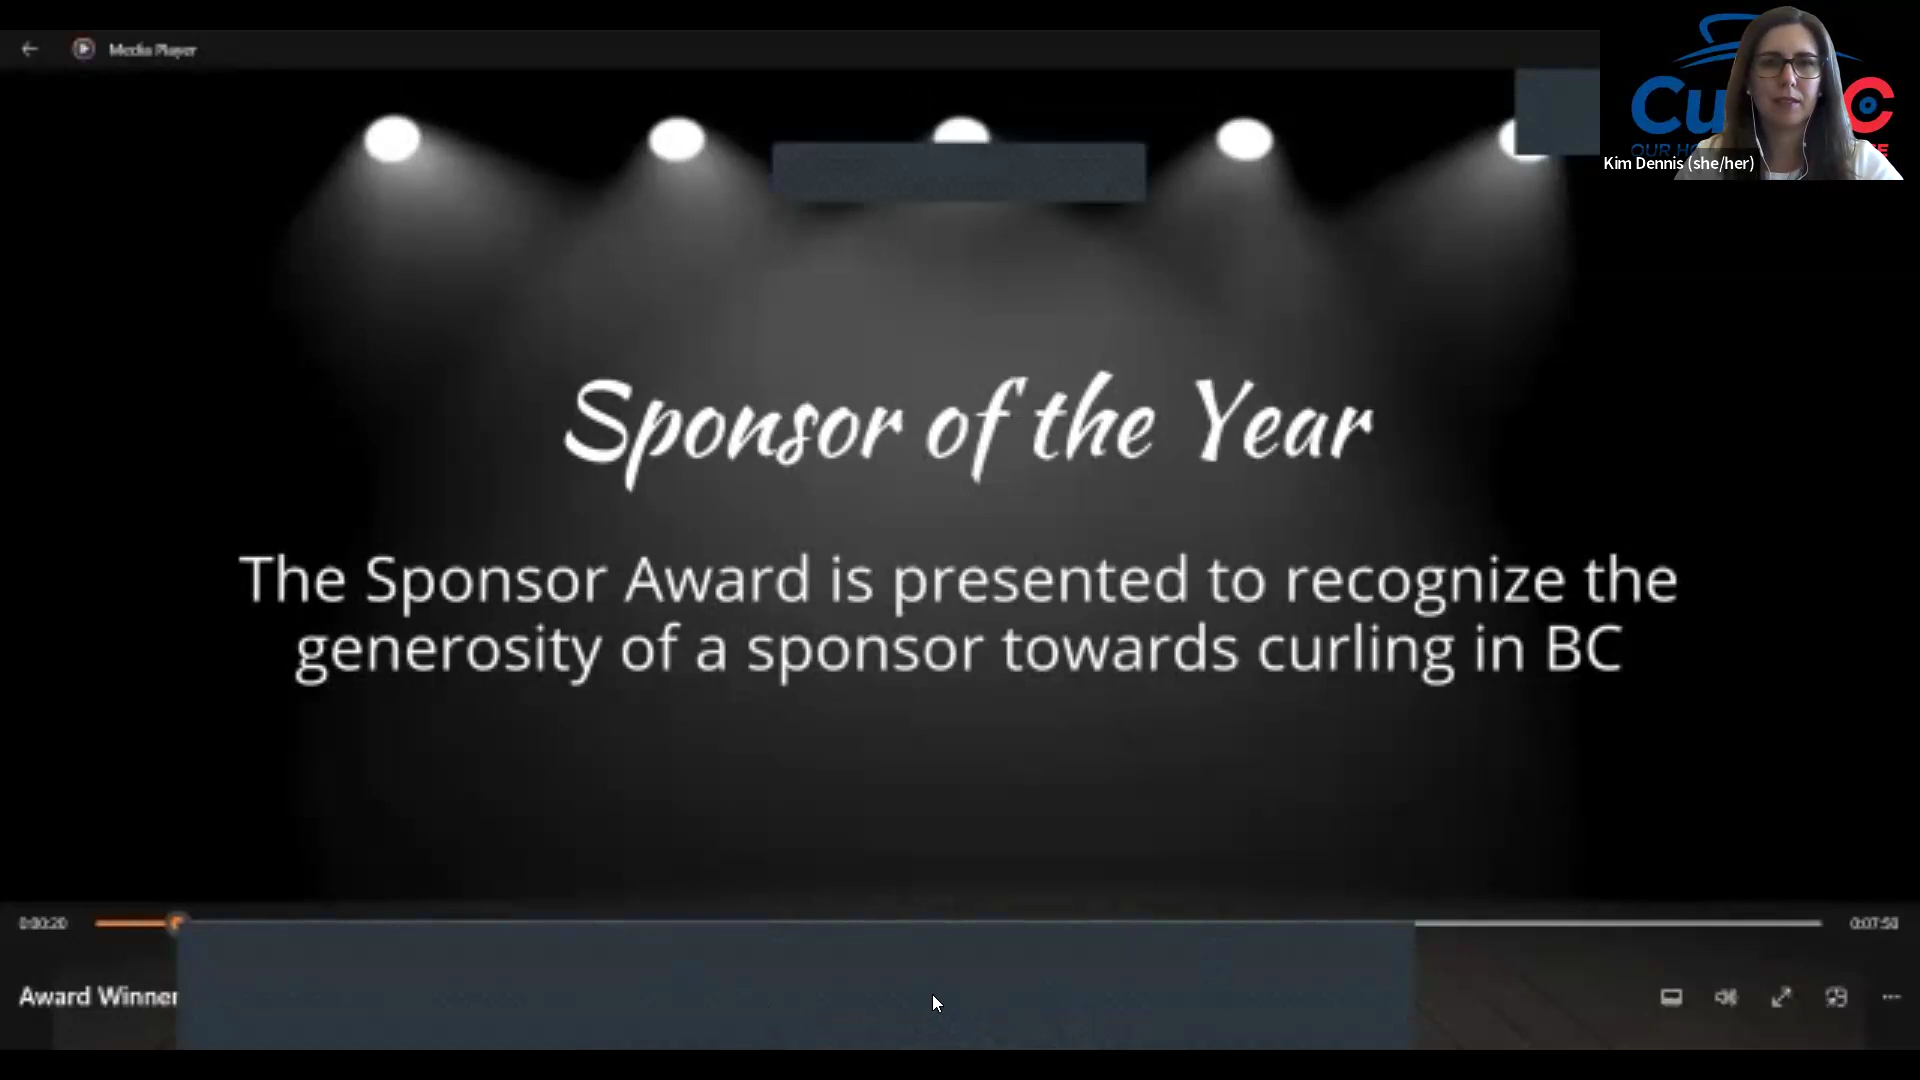 Media Player
Cu C
Kim Dennis (she/her)
Sponsor of the Year
The Sponsor Award is presented to recognize the
generosity of a sponsor towards curling in BC
0:00:20
0:07:50
Award Winner